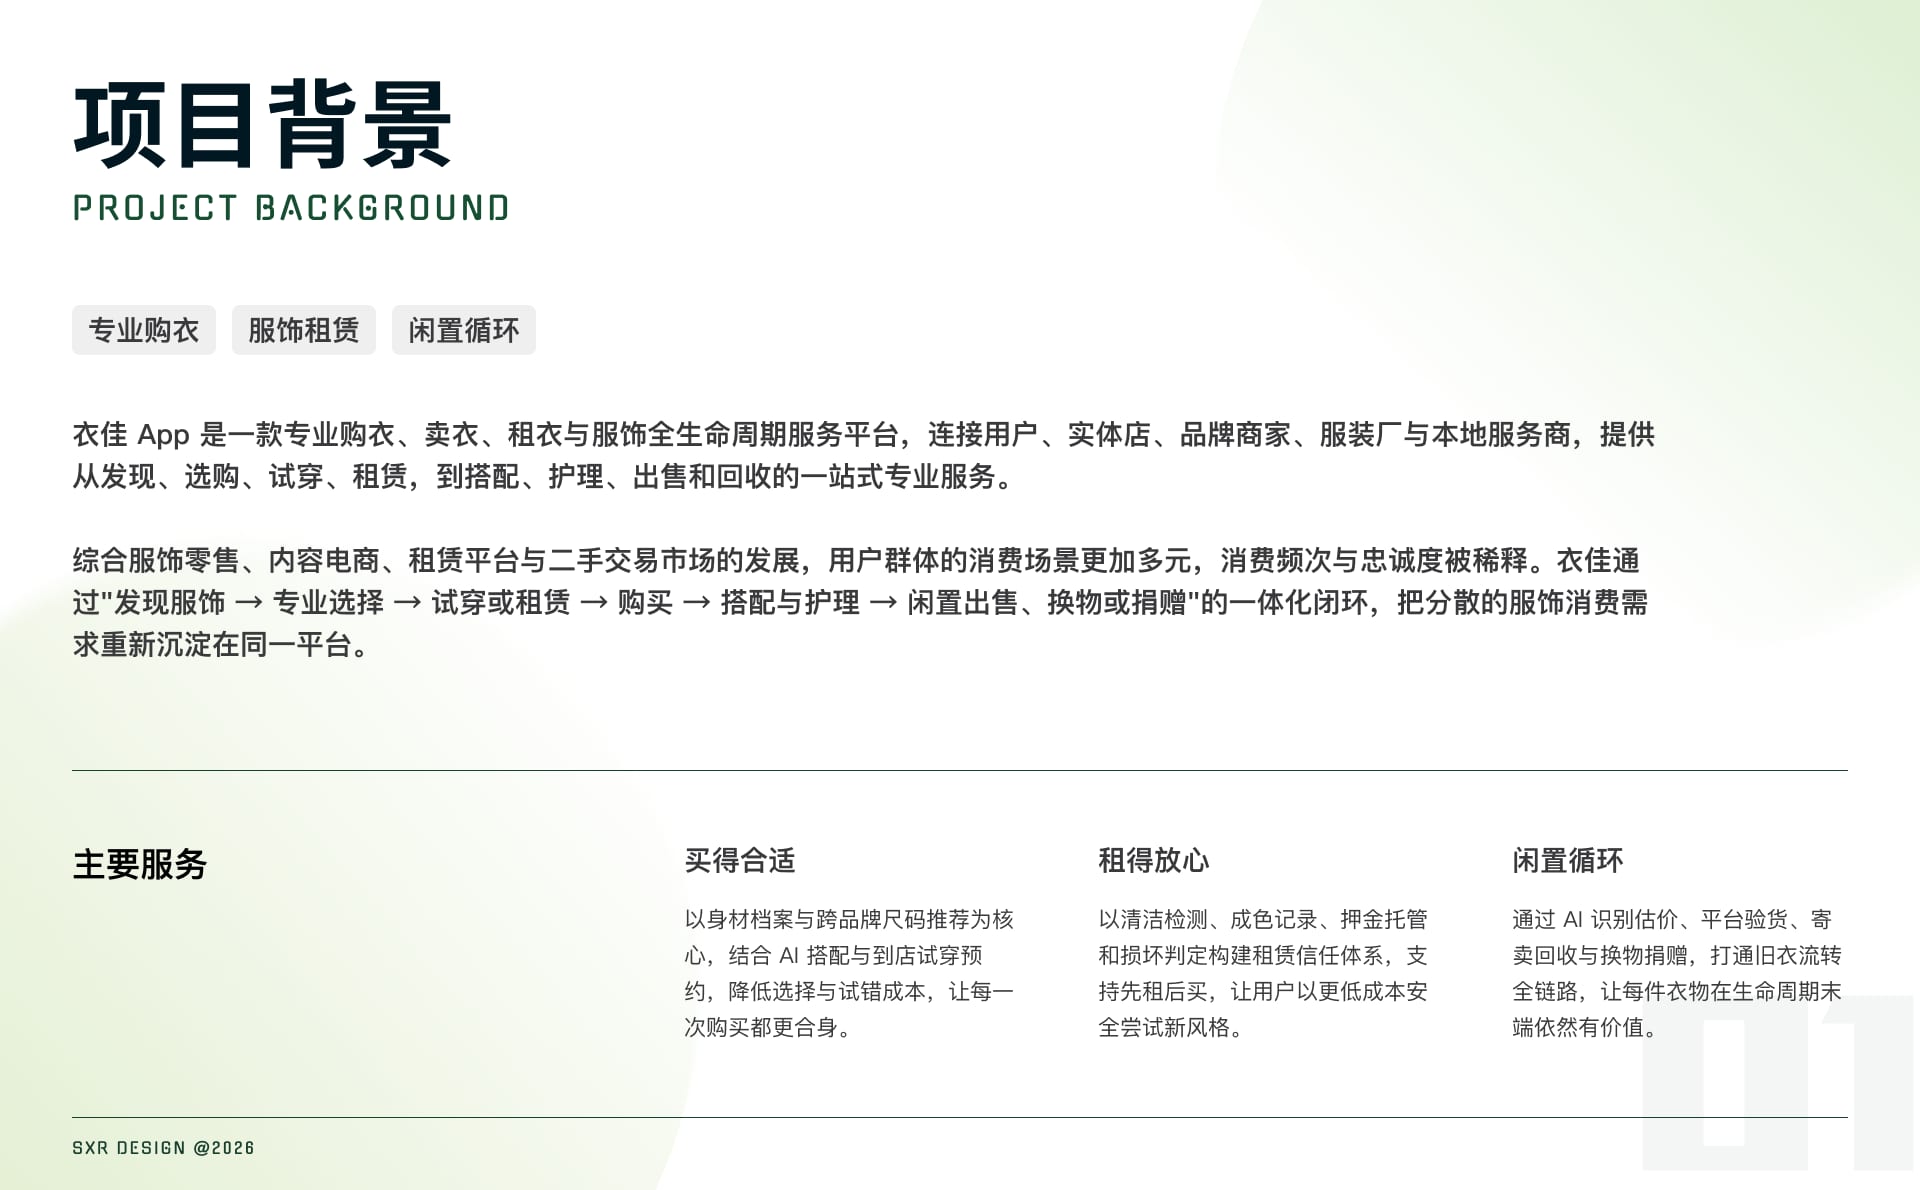 项目背景
PROJECT BACKGROUND
专业购衣 服饰租赁 闲置循环
衣佳 App 是一款专业购衣、卖衣、租衣与服饰全生命周期服务平台，连接用户、实体店、品牌商家、服装厂与本地服务商，提供
从发现、选购、试穿、租赁，到搭配、护理、出售和回收的一站式专业服务。
综合服饰零售、内容电商、租赁平台与二手交易市场的发展，用户群体的消费场景更加多元，消费频次与忠诚度被稀释。衣佳通
过"发现服饰 → 专业选择 → 试穿或租赁 → 购买 → 搭配与护理 → 闲置出售、换物或捐赠"的一体化闭环，把分散的服饰消费需
求重新沉淀在同一平台。
主要服务
买得合适
以身材档案与跨品牌尺码推荐为核
心，结合 AI 搭配与到店试穿预
约，降低选择与试错成本，让每一
次购买都更合身。
租得放心
以清洁检测、成色记录、押金托管
和损坏判定构建租赁信任体系，支
持先租后买，让用户以更低成本安
全尝试新风格。
闲置循环
通过 AI 识别估价、平台验货、寄
卖回收与换物捐赠，打通旧衣流转
全链路，让每件衣物在生命周期末
端依然有价值。
01
SXR DESIGN @2026